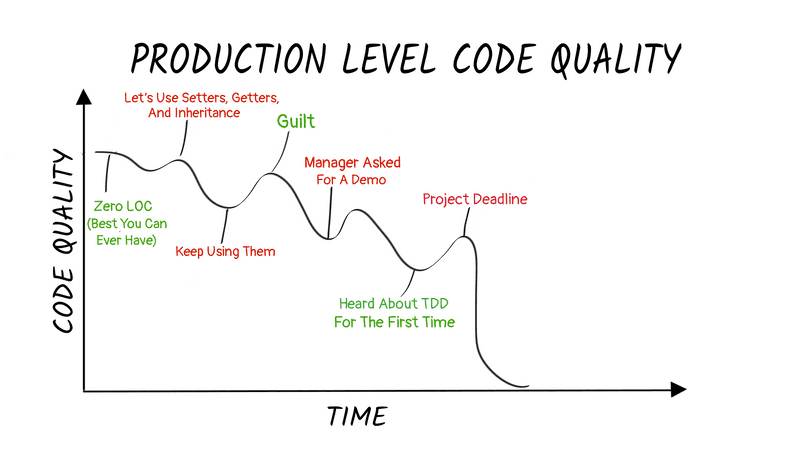 PRODUCTION LEVEL CODE QUALITY
Let's Use Setters, Getters,
And Inheritance
Guilt
Manager Asked
For A Demo
Project Deadline
Zero LOC
(Best You Can
Ever Have)
Keep Using Them
Heard About TDD
For The First Time
CODE QUALITY
TIME